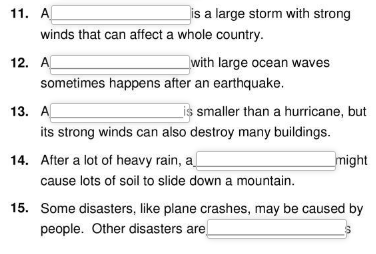 11. A is a large storm with strong
winds that can affect a whole country.
12. A with large ocean waves
sometimes happens after an earthquake.
13. A is smaller than a hurricane, but
its strong winds can also destroy many buildings.
14. After a lot of heavy rain, a might
cause lots of soil to slide down a mountain.
15. Some disasters, like plane crashes, may be caused by
people. Other disasters are s